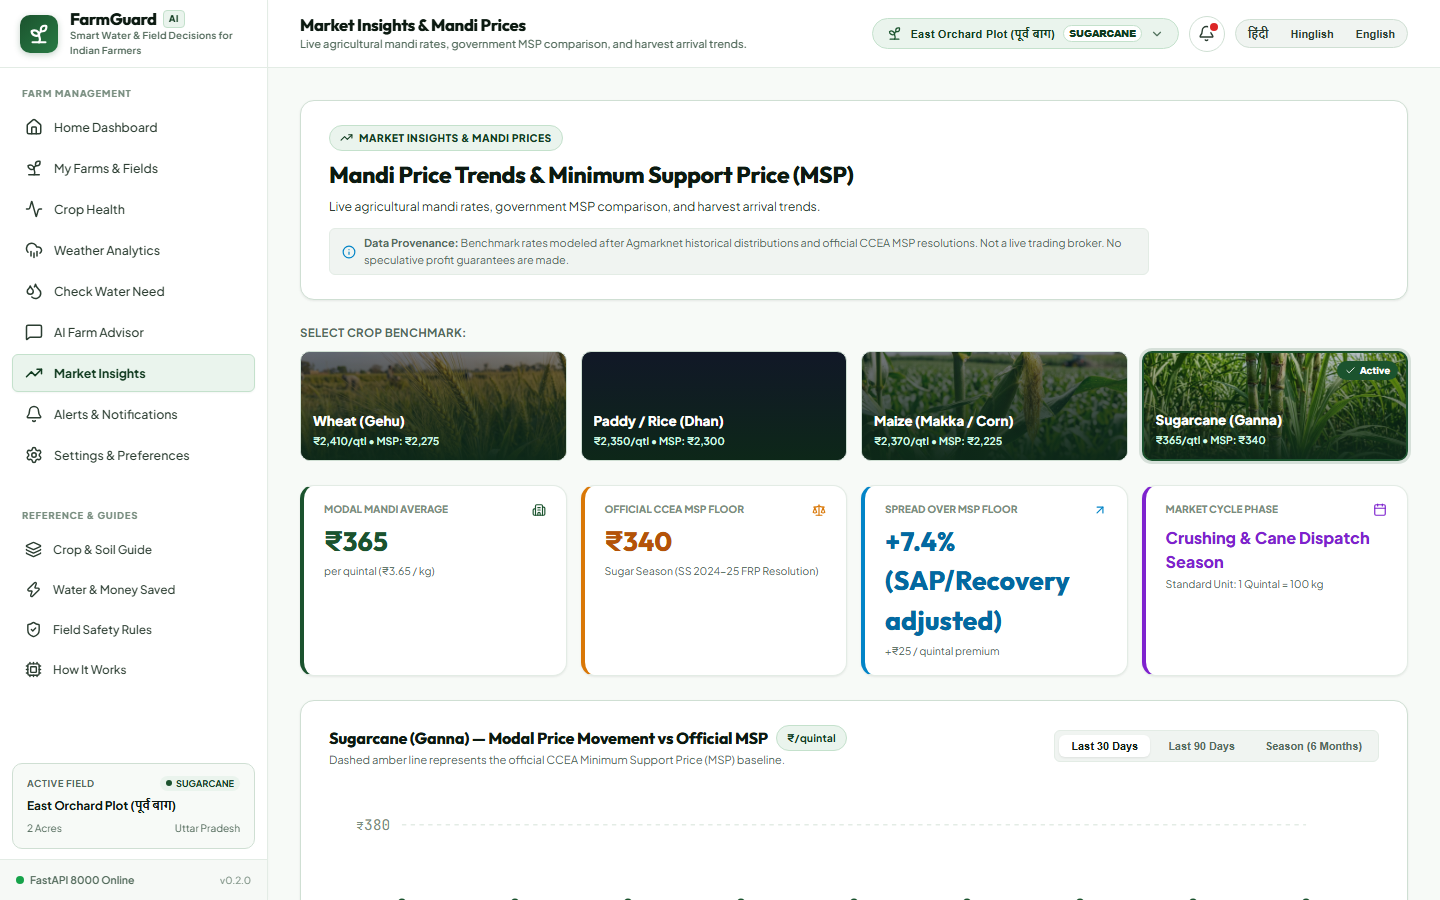 FarmGuard AI
Smart Water & Field Decisions for
Indian Farmers
FARM MANAGEMENT
Home Dashboard
My Farms & Fields
Crop Health
Weather Analytics
Check Water Need
AI Farm Advisor
Market Insights
Alerts & Notifications
Settings & Preferences
REFERENCE & GUIDES
Crop & Soil Guide
Water & Money Saved
Field Safety Rules
How It Works
ACTIVE FIELD SUGARCANE
East Orchard Plot (पूर्व बाग)
2 Acres Uttar Pradesh
FastAPI 8000 Online v0.2.0
Market Insights & Mandi Prices
Live agricultural mandi rates, government MSP comparison, and harvest arrival trends.
East Orchard Plot (पूर्व बाग) SUGARCANE
हिंदी Hinglish English
MARKET INSIGHTS & MANDI PRICES
Mandi Price Trends & Minimum Support Price (MSP)
Live agricultural mandi rates, government MSP comparison, and harvest arrival trends.
Data Provenance: Benchmark rates modeled after Agmarknet historical distributions and official CCEA MSP resolutions. Not a live trading broker. No
speculative profit guarantees are made.
SELECT CROP BENCHMARK:
Wheat (Gehu)
₹2,410/qtl • MSP: ₹2,275
Paddy / Rice (Dhan)
₹2,350/qtl • MSP: ₹2,300
Maize (Makka / Corn)
₹2,370/qtl • MSP: ₹2,225
Active
Sugarcane (Ganna)
₹365/qtl • MSP: ₹340
MODAL MANDI AVERAGE
₹365
per quintal (₹3.65 / kg)
OFFICIAL CCEA MSP FLOOR
₹340
Sugar Season (SS 2024–25 FRP Resolution)
SPREAD OVER MSP FLOOR
+7.4%
(SAP/Recovery
adjusted)
+₹25 / quintal premium
MARKET CYCLE PHASE
Crushing & Cane Dispatch
Season
Standard Unit: 1 Quintal = 100 kg
Sugarcane (Ganna) — Modal Price Movement vs Official MSP ₹/quintal
Dashed amber line represents the official CCEA Minimum Support Price (MSP) baseline.
Last 30 Days Last 90 Days Season (6 Months)
₹380